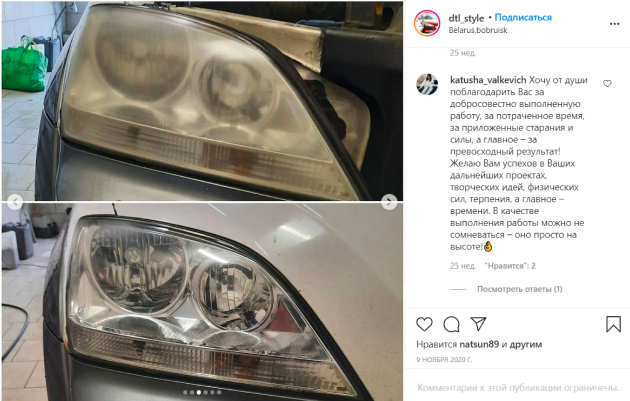 dtl_style • Подписаться
Belarus,bobruisk
25 нед.
katusha_valkevich Хочу от души
поблагодарить Вас за
добросовестно выполненную
работу, за потраченное время,
за приложенные старания и
силы, а главное – за
превосходный результат!
Желаю Вам успехов в Ваших
дальнейших проектах,
творческих идей, физических
сил, терпения, а главное –
времени. В качестве
выполнения работы можно не
сомневаться – оно просто на
высоте!👌
25 нед. "Нравится": 2
Посмотреть ответы (1)
Нравится natsun89 и другим
9 НОЯБРЯ 2020 Г.
Комментарии к этой публикации ограничены.